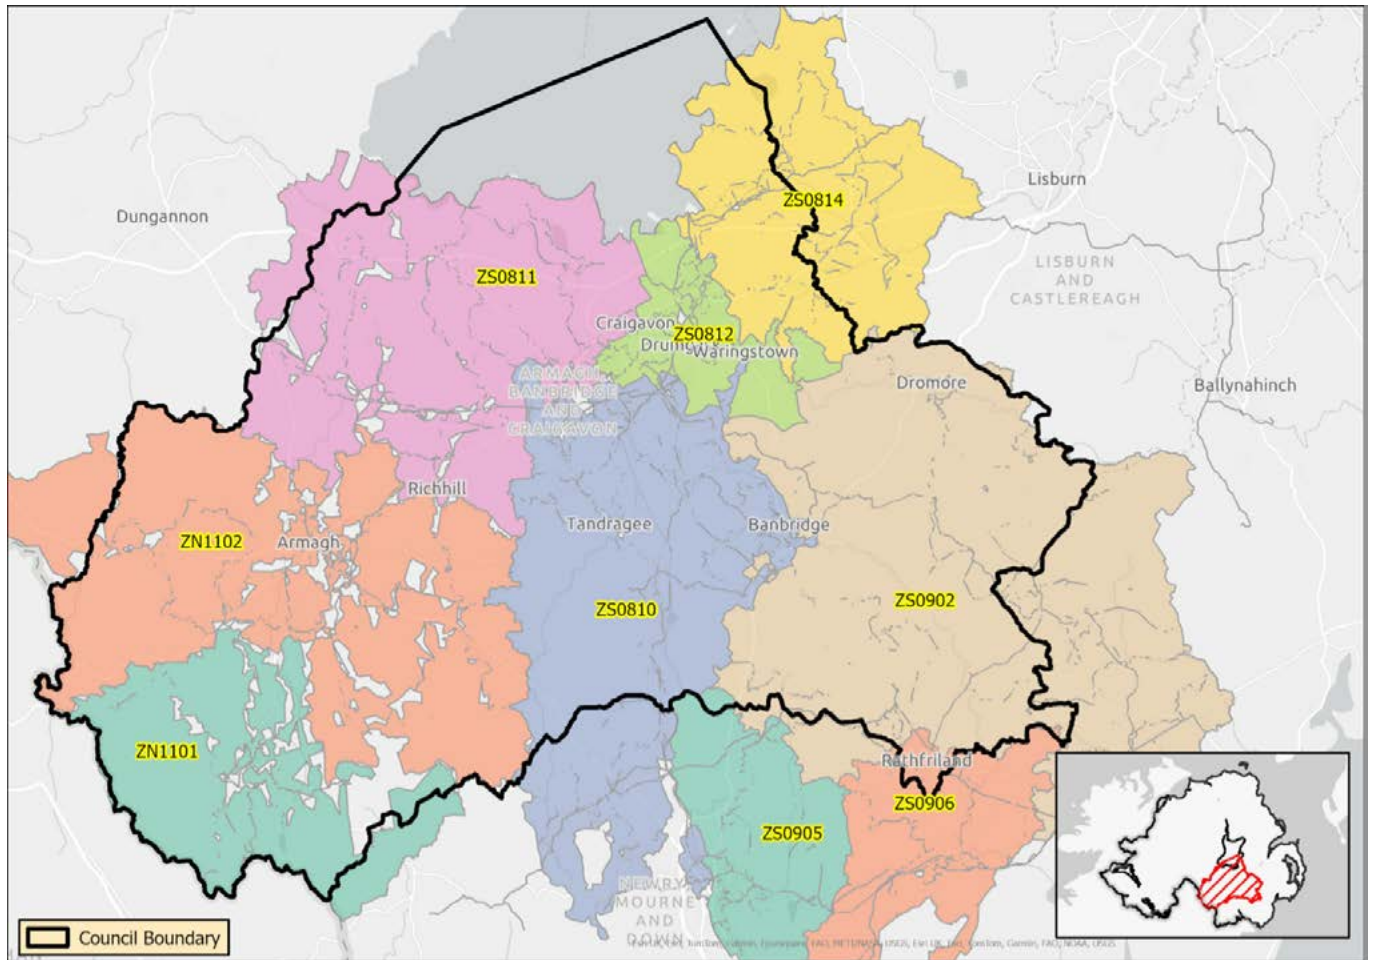 Dungannon
Lisburn
ZS0814
LISBURN
AND
CASTLEREAGH
ZS0811
Craigavon
ZS0812
Waringstown
ARMAGH,
BANBRIDGE
AND
CRAIGAVON
Dromore
Ballynahinch
Richhill
ZN1102
Armagh
Tandragee
Banbridge
ZS0810
ZS0902
ZN1101
Rathfriland
ZS0906
ZS0905
NEWRY
MOURNE
AND
DOWN
Council Boundary